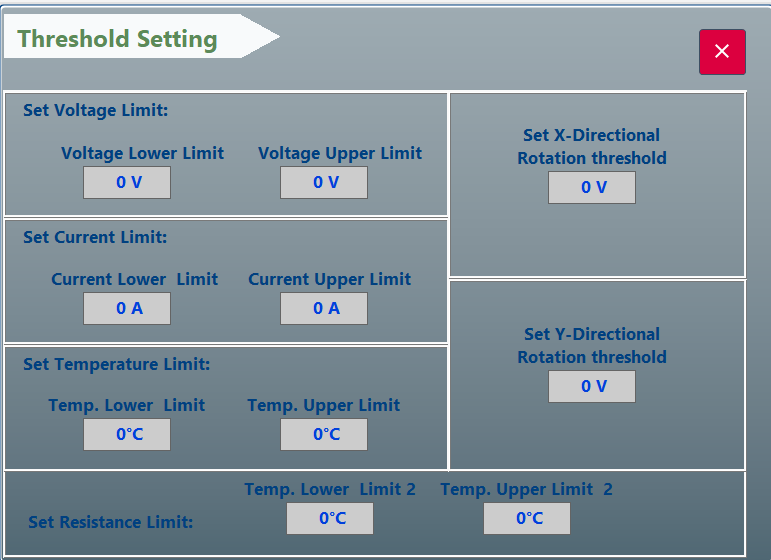 Threshold Setting
×
Set Voltage Limit:
Voltage Lower Limit
Voltage Upper Limit
0 V
0 V
Set Current Limit:
Current Lower  Limit
Current Upper Limit
0 A
0 A
Set Temperature Limit:
Temp. Lower  Limit
Temp. Upper Limit
0°C
0°C
Set X-Directional
Rotation threshold
0 V
Set Y-Directional
Rotation threshold
0 V
Set Resistance Limit:
Temp. Lower  Limit 2
Temp. Upper Limit  2
0°C
0°C